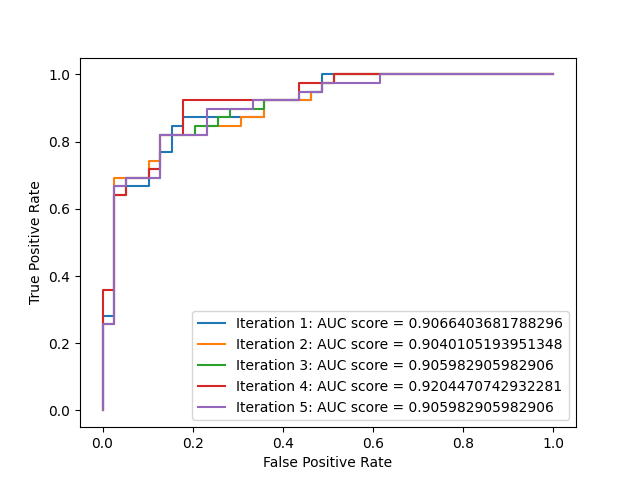 1.0
0.8
0.6
0.4
0.2
0.0
True Positive Rate
Iteration 1: AUC score = 0.9066403681788296
Iteration 2: AUC score = 0.9040105193951348
Iteration 3: AUC score = 0.905982905982906
Iteration 4: AUC score = 0.9204470742932281
Iteration 5: AUC score = 0.905982905982906
0.0 0.2 0.4 0.6 0.8 1.0
False Positive Rate